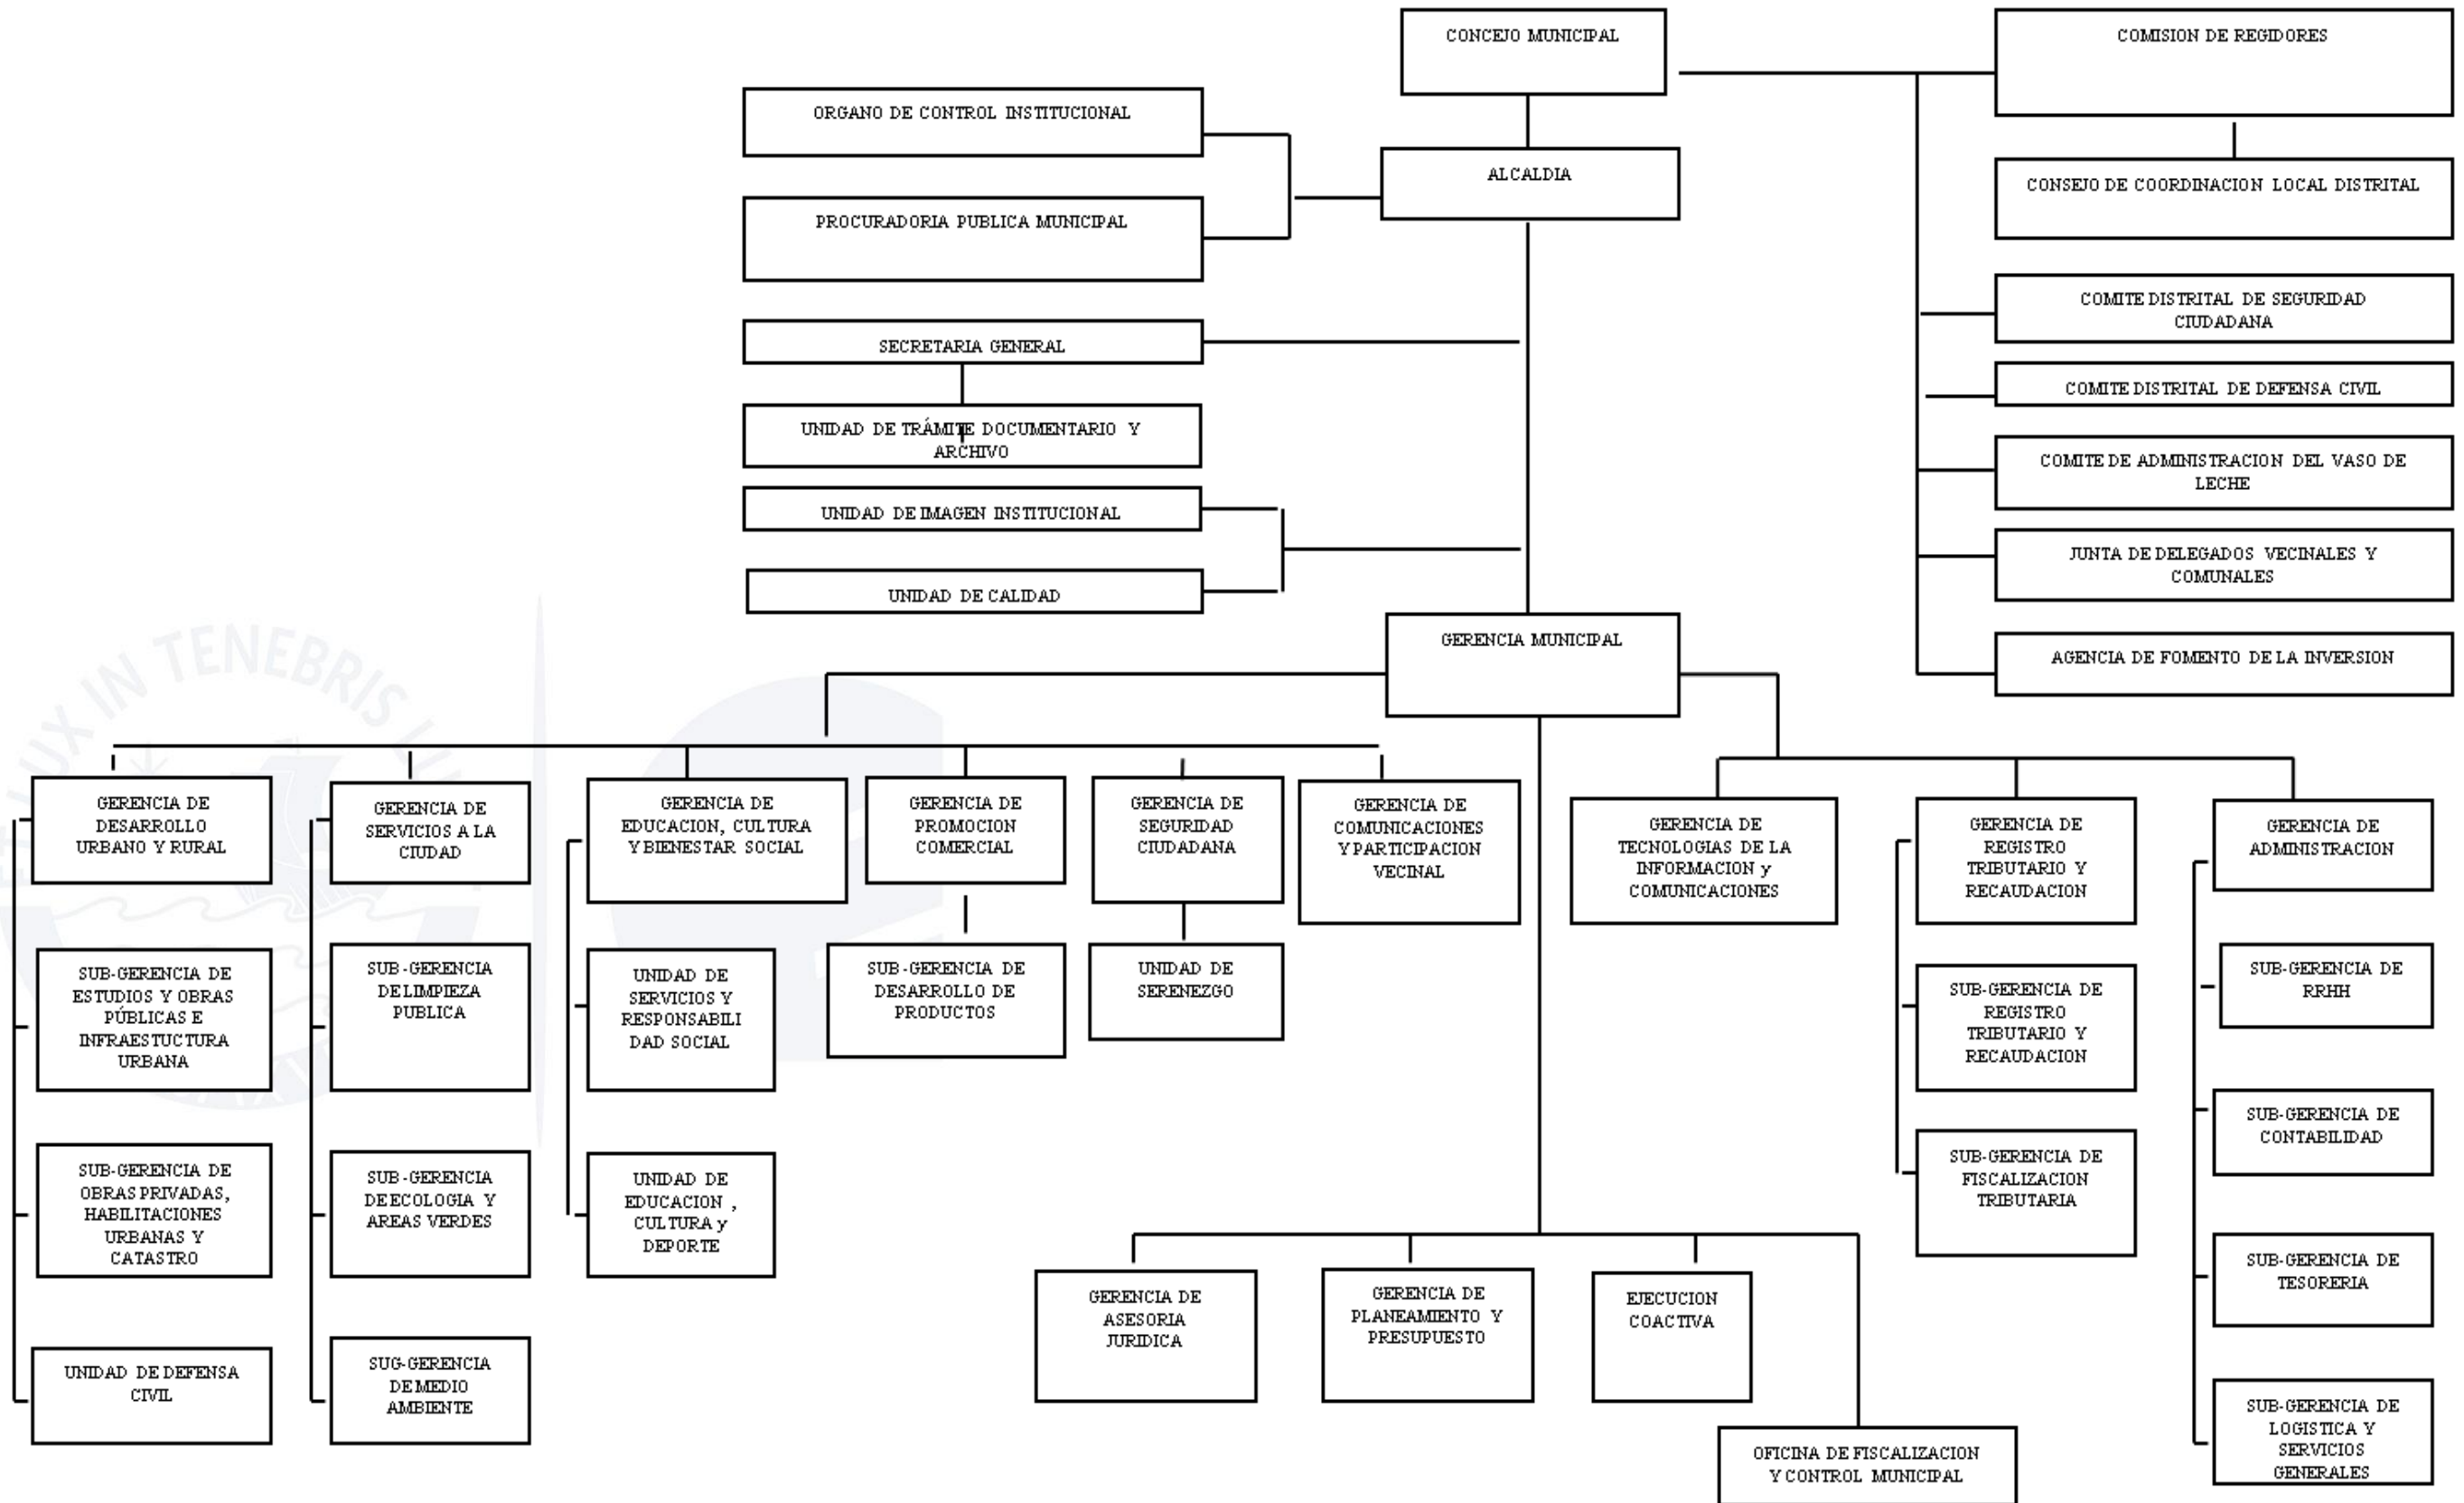 CONCEJO MUNICIPAL
COMISION DE REGIDORES
ORGANO DE CONTROL INSTITUCIONAL
ALCALDIA
CONSEJO DE COORDINACION LOCAL DISTRITAL
PROCURADORIA PUBLICA MUNICIPAL
COMITE DISTRITAL DE SEGURIDAD
CIUDADANA
SECRETARIA GENERAL
COMITE DISTRITAL DE DEFENSA CIVIL
UNIDAD DE TRÁMITE DOCUMENTARIO Y
ARCHIVO
COMITE DE ADMINISTRACION DEL VASO DE
LECHE
UNIDAD DE IMAGEN INSTITUCIONAL
JUNTA DE DELEGADOS VECINALES Y
COMUNALES
UNIDAD DE CALIDAD
GERENCIA MUNICIPAL
AGENCIA DE FOMENTO DE LA INVERSION
LUX IN TENEBRIS
GERENCIA DE
DESARROLLO
URBANO Y RURAL
GERENCIA DE
SERVICIOS A LA
CIUDAD
GERENCIA DE
EDUCACION, CULTURA
Y BIENESTAR SOCIAL
GERENCIA DE
PROMOCION
COMERCIAL
GERENCIA DE
SEGURIDAD
CIUDADANA
GERENCIA DE
COMUNICACIONES
Y PARTICIPACION
VECINAL
GERENCIA DE
TECNOLOGIAS DE LA
INFORMACION y
COMUNICACIONES
GERENCIA DE
REGISTRO
TRIBUTARIO Y
RECAUDACION
GERENCIA DE
ADMINISTRACION
SUB-GERENCIA DE
ESTUDIOS Y OBRAS
PÚBLICAS E
INFRAESTUCTURA
URBANA
SUB-GERENCIA
DE LIMPIEZA
PUBLICA
UNIDAD DE
SERVICIOS Y
RESPONSABILI
DAD SOCIAL
SUB-GERENCIA DE
DESARROLLO DE
PRODUCTOS
UNIDAD DE
SERENEZGO
SUB-GERENCIA DE
REGISTRO
TRIBUTARIO Y
RECAUDACION
SUB-GERENCIA DE
RRHH
SUB-GERENCIA DE
CONTABILIDAD
SUB-GERENCIA DE
OBRAS PRIVADAS,
HABILITACIONES
URBANAS Y
CATASTRO
SUB-GERENCIA
DE ECOLOGIA Y
AREAS VERDES
UNIDAD DE
EDUCACION ,
CULTURA y
DEPORTE
SUB-GERENCIA DE
FISCALIZACION
TRIBUTARIA
SUB-GERENCIA DE
TESORERIA
GERENCIA DE
ASESORIA
JURIDICA
GERENCIA DE
PLANEAMIENTO Y
PRESUPUESTO
EJECUCION
COACTIVA
UNIDAD DE DEFENSA
CIVIL
SUG-GERENCIA
DE MEDIO
AMBIENTE
SUB-GERENCIA DE
LOGISTICA Y
SERVICIOS
GENERALES
OFICINA DE FISCALIZACION
Y CONTROL MUNICIPAL